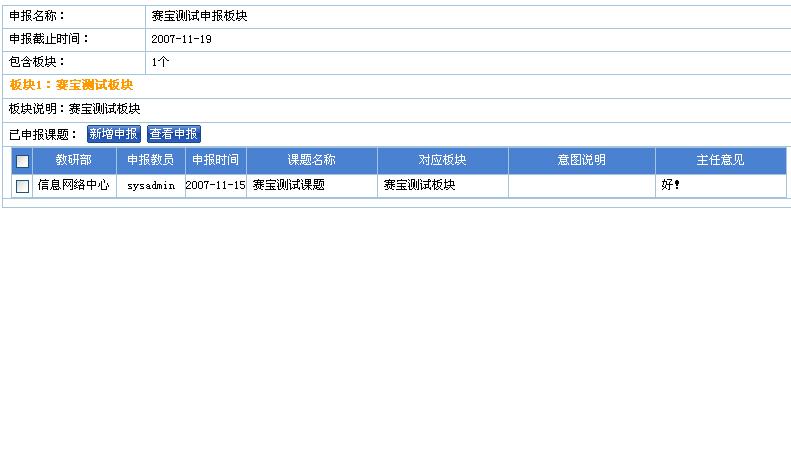 申报名称： 赛宝测试申报板块
申报截止时间： 2007-11-19
包含板块： 1个
板块1：赛宝测试板块
板块说明：赛宝测试板块
已申报课题： 新增申报 查看申报
教研部 申报教员 申报时间 课题名称 对应板块 意图说明 主任意见
信息网络中心 sysadmin 2007-11-15 赛宝测试课题 赛宝测试板块 好！